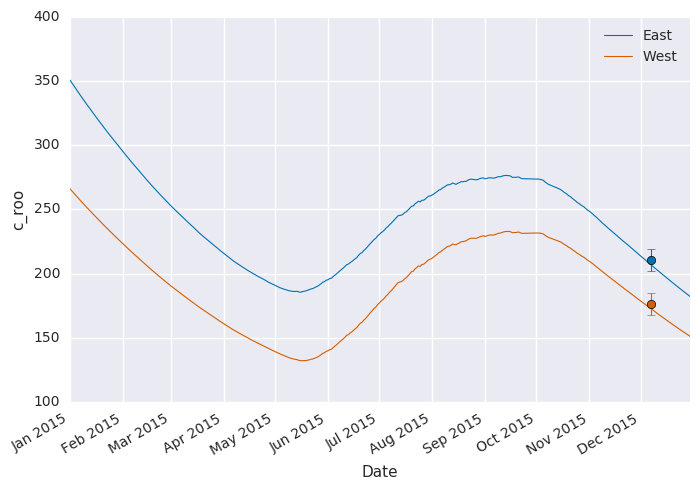 400
350
300
250
200
150
100
c_roo
East
West
Jan 2015
Feb 2015
Mar 2015
Apr 2015
May 2015
Jun 2015
Jul 2015
Aug 2015
Sep 2015
Oct 2015
Nov 2015
Dec 2015
Date